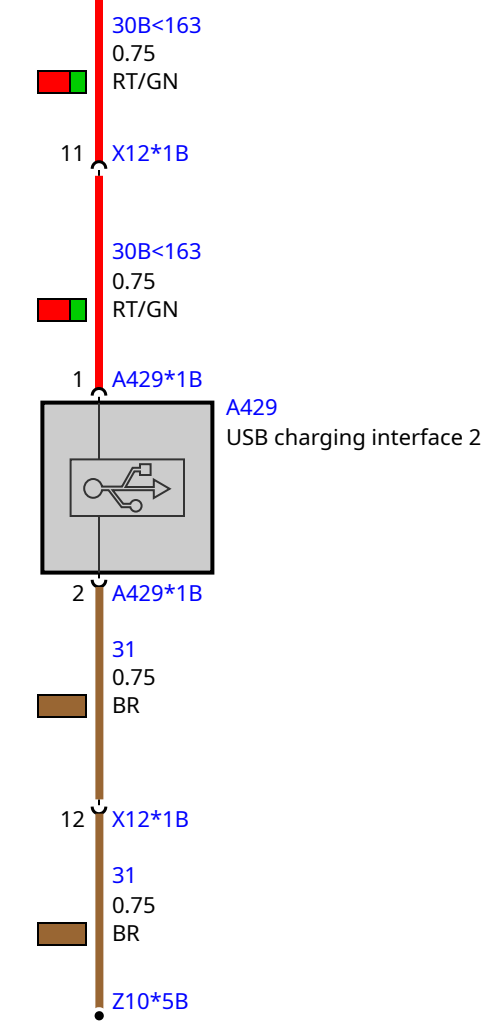 30B<163
0.75
RT/GN
11 X12*1B
30B<163
0.75
RT/GN
1 A429*1B
A429
USB charging interface 2
2 A429*1B
31
0.75
BR
12 X12*1B
31
0.75
BR
Z10*5B